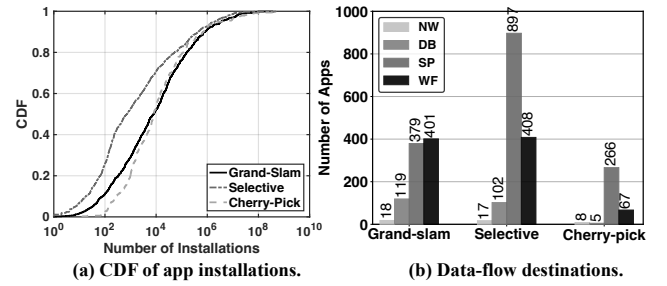 1
0.8
0.6
0.4
0.2
0
CDF
10^0
10^2
10^4
10^6
10^8
10^10
Number of Installations
Grand-Slam
Selective
Cherry-Pick
(a) CDF of app installations.
1000
800
600
400
200
0
Number of Apps
NW
DB
SP
WF
18
119
379
401
17
102
897
408
8
5
266
67
Grand-slam
Selective
Cherry-pick
(b) Data-flow destinations.